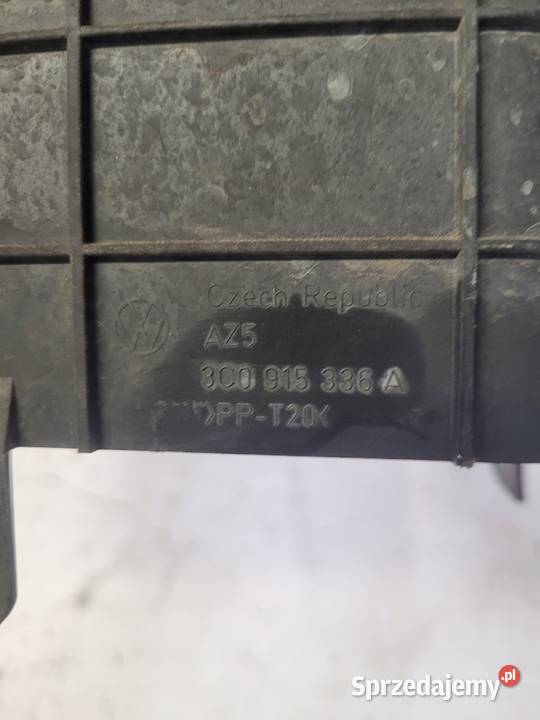 Czech Republic
AZ5
3C0 915 336 A
>PP-T20<
Sprzedajemy.pl